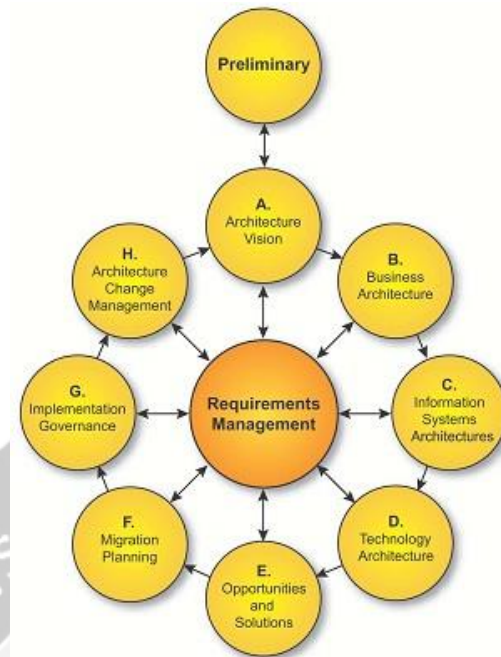 Preliminary
A.
Architecture
Vision
B.
Business
Architecture
C.
Information
Systems
Architectures
D.
Technology
Architecture
E.
Opportunities
and
Solutions
F.
Migration
Planning
G.
Implementation
Governance
H.
Architecture
Change
Management
Requirements
Management